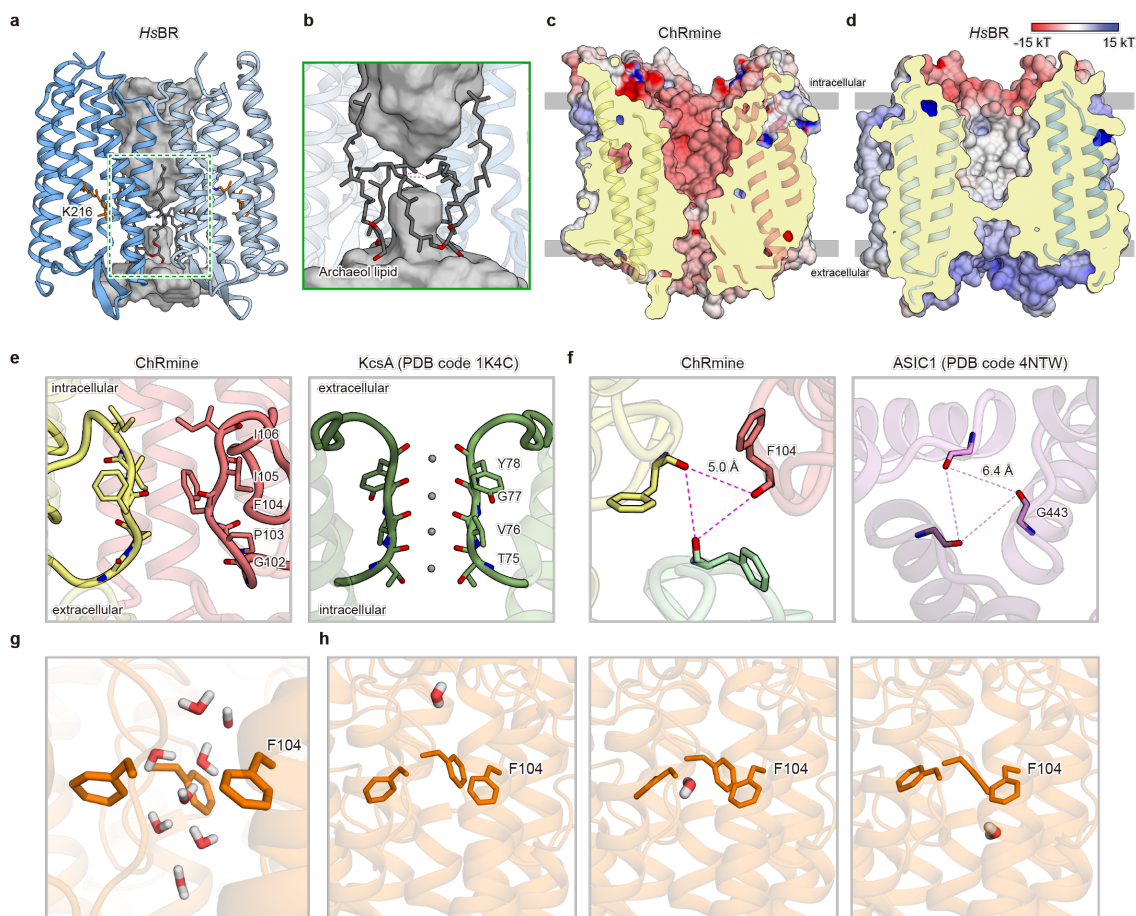 a
HsBR
K216
b
Archaeol lipid
c
ChRmine
intracellular
extracellular
d
HsBR
-15 kT
15 kT
e
ChRmine
intracellular
I106
I105
F104
P103
G102
extracellular
KcsA (PDB code 1K4C)
extracellular
Y78
G77
V76
T75
intracellular
f
ChRmine
F104
5.0 Å
ASIC1 (PDB code 4NTW)
6.4 Å
G443
g
F104
h
F104
F104
F104